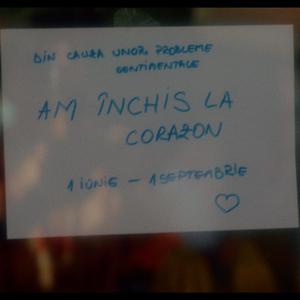 DIN CAUZA UNOR PROBLEME
SENTIMENTALE
AM ÎNCHIS LA
CORAZON
1 IUNIE - 1 SEPTEMBRIE